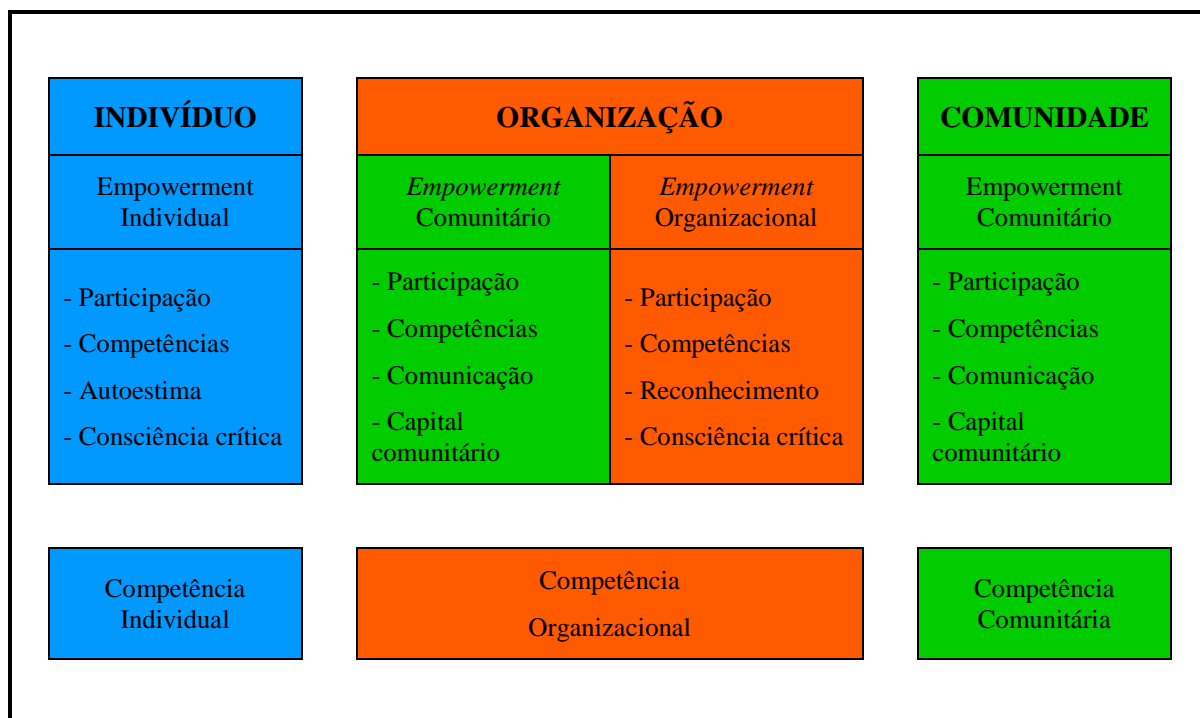 INDIVÍDUO
Empowerment
Individual
- Participação
- Competências
- Autoestima
- Consciência crítica
ORGANIZAÇÃO
Empowerment
Comunitário
- Participação
- Competências
- Comunicação
- Capital
comunitário
Empowerment
Organizacional
- Participação
- Competências
- Reconhecimento
- Consciência crítica
COMUNIDADE
Empowerment
Comunitário
- Participação
- Competências
- Comunicação
- Capital
comunitário
Competência
Individual
Competência
Organizacional
Competência
Comunitária